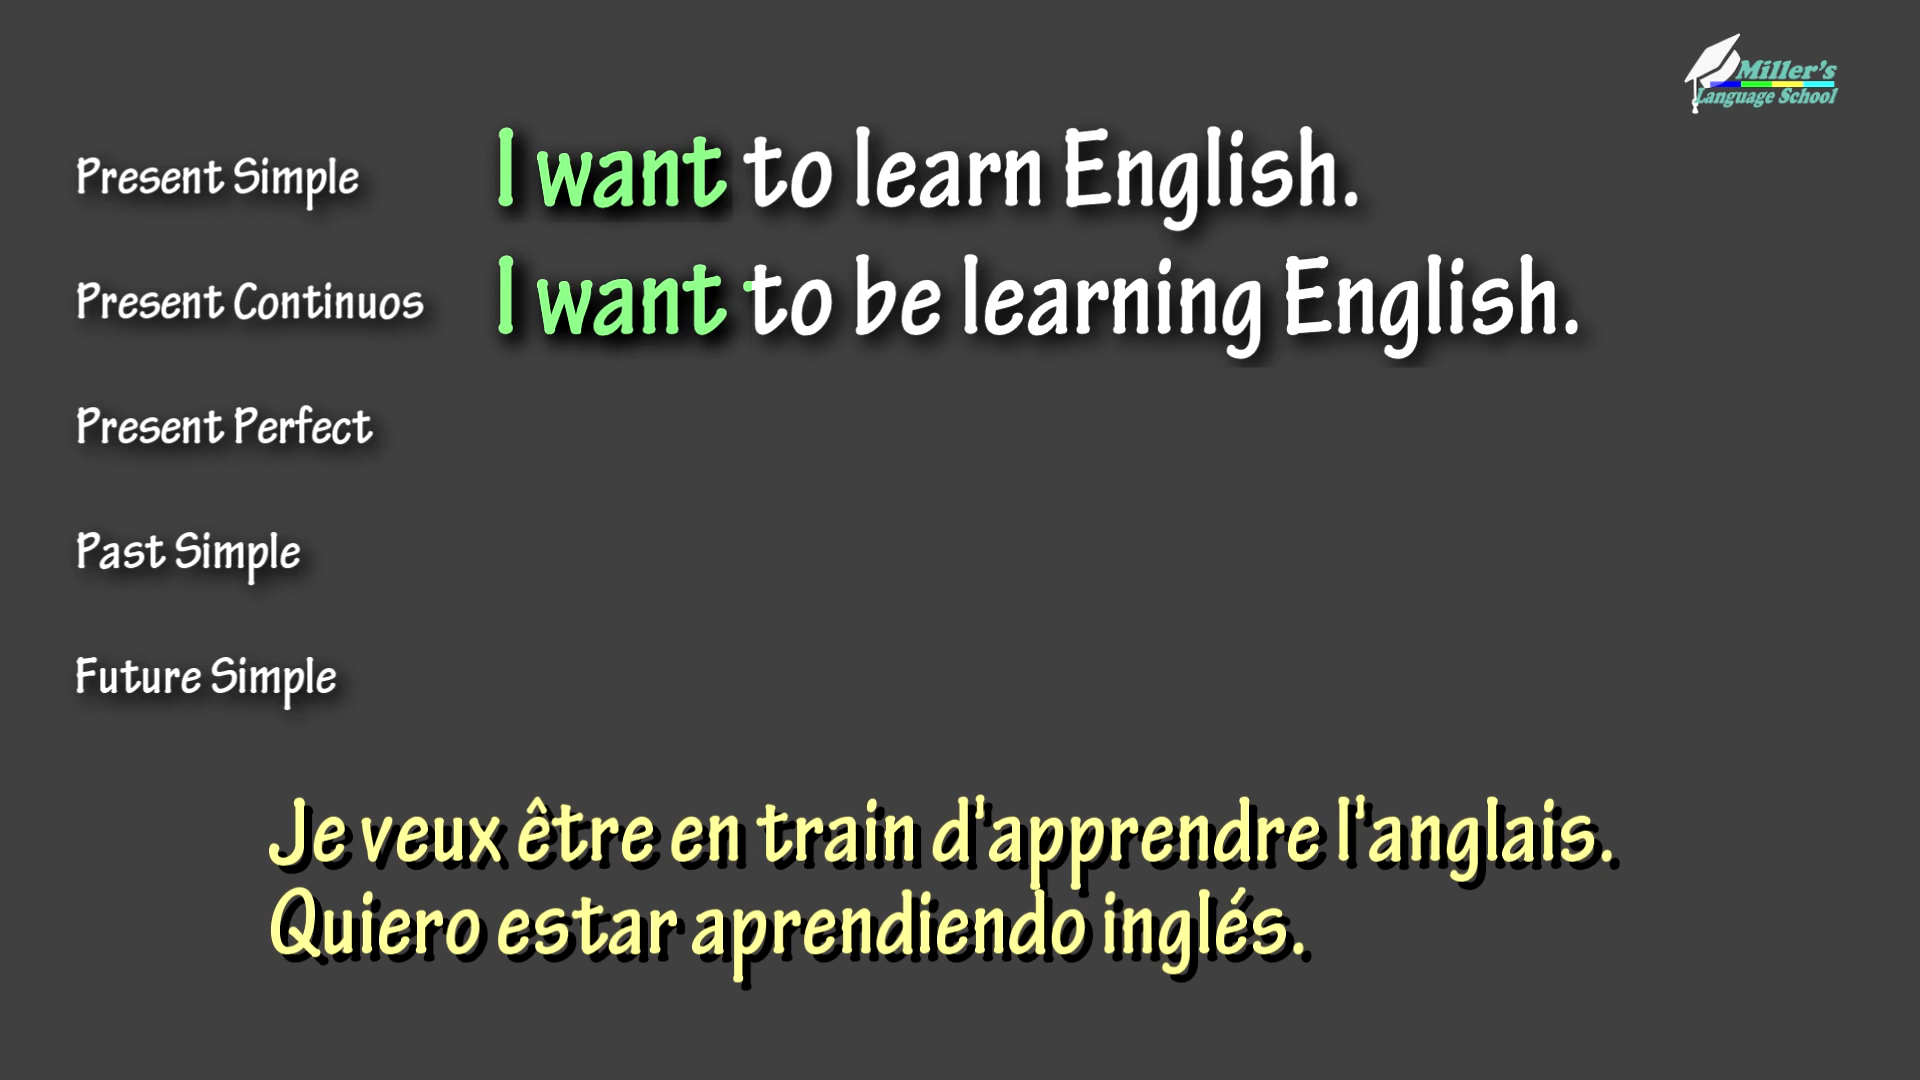 Miller's
Language School
Present Simple
I want to learn English.
Present Continuos
I want to be learning English.
Present Perfect
Past Simple
Future Simple
Je veux être en train d'apprendre l'anglais.
Quiero estar aprendiendo inglés.